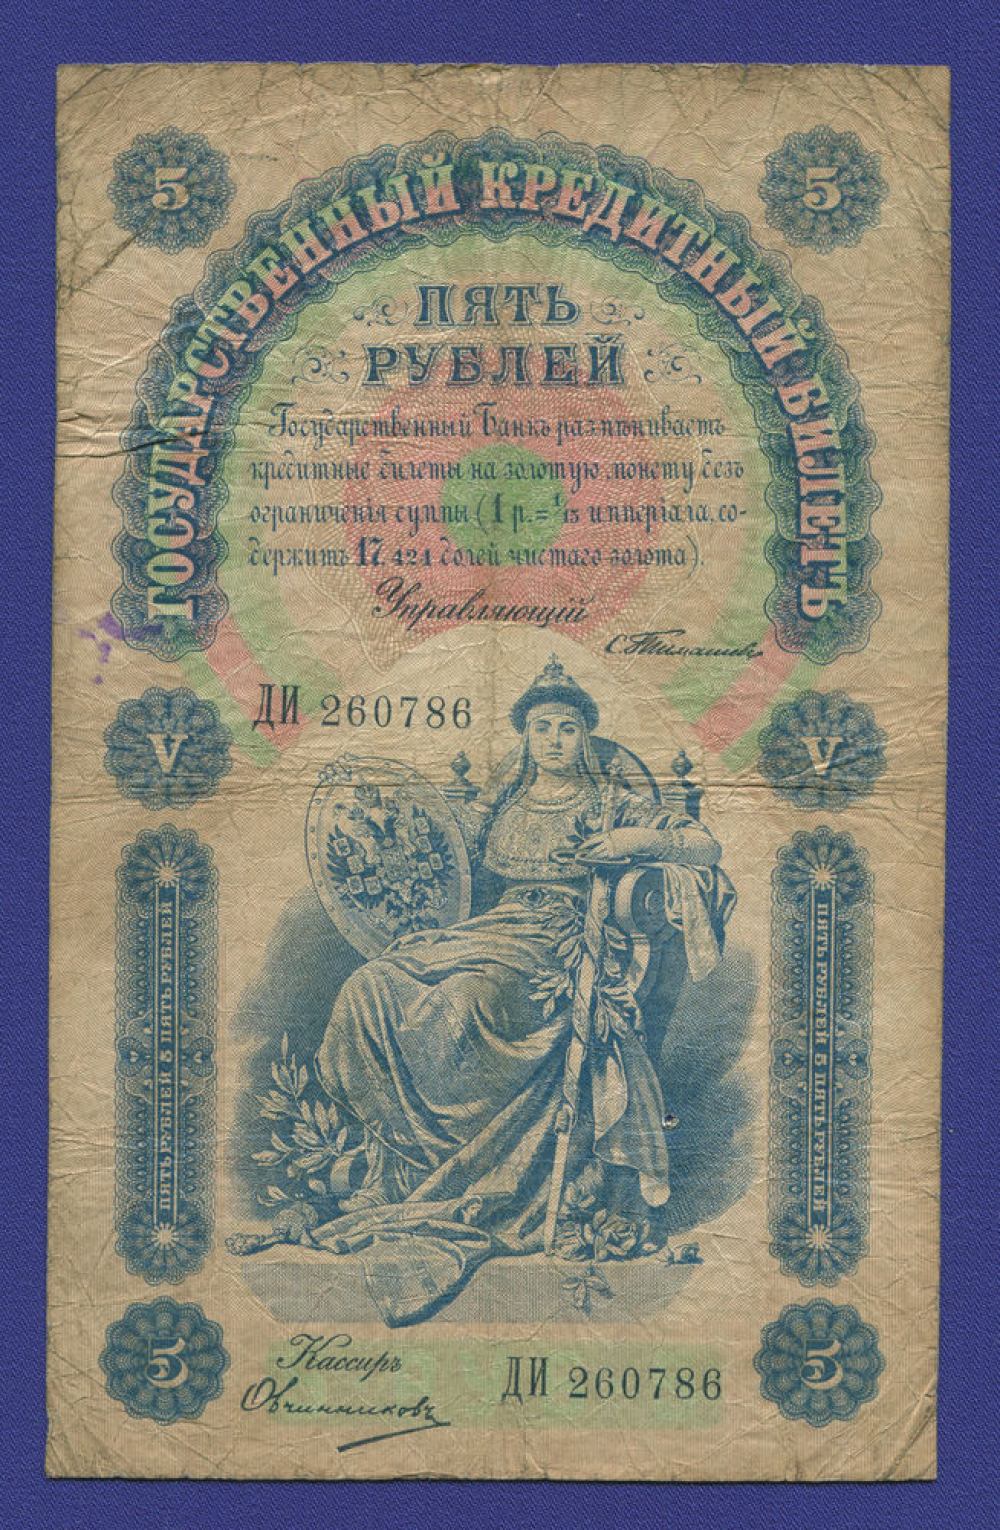 5 5
ГОСУДАРСТВЕННЫЙ КРЕДИТНЫЙ БИЛЕТЪ
ПЯТЬ
РУБЛЕЙ
Государственный Банкъ размѣниваетъ
кредитные билеты на золотую монету безъ
ограниченія суммы (1 р.= 1/15 имперіала, со-
держитъ 17,424 долей чистаго золота).
Управляющій
С. Тимашевъ
ДИ 260786
V V
ПЯТЬ РУБЛЕЙ 5 ПЯТЬ РУБЛЕЙ
ПЯТЬ РУБЛЕЙ 5 ПЯТЬ РУБЛЕЙ
Кассиръ
Овчинниковъ
ДИ 260786
5 5